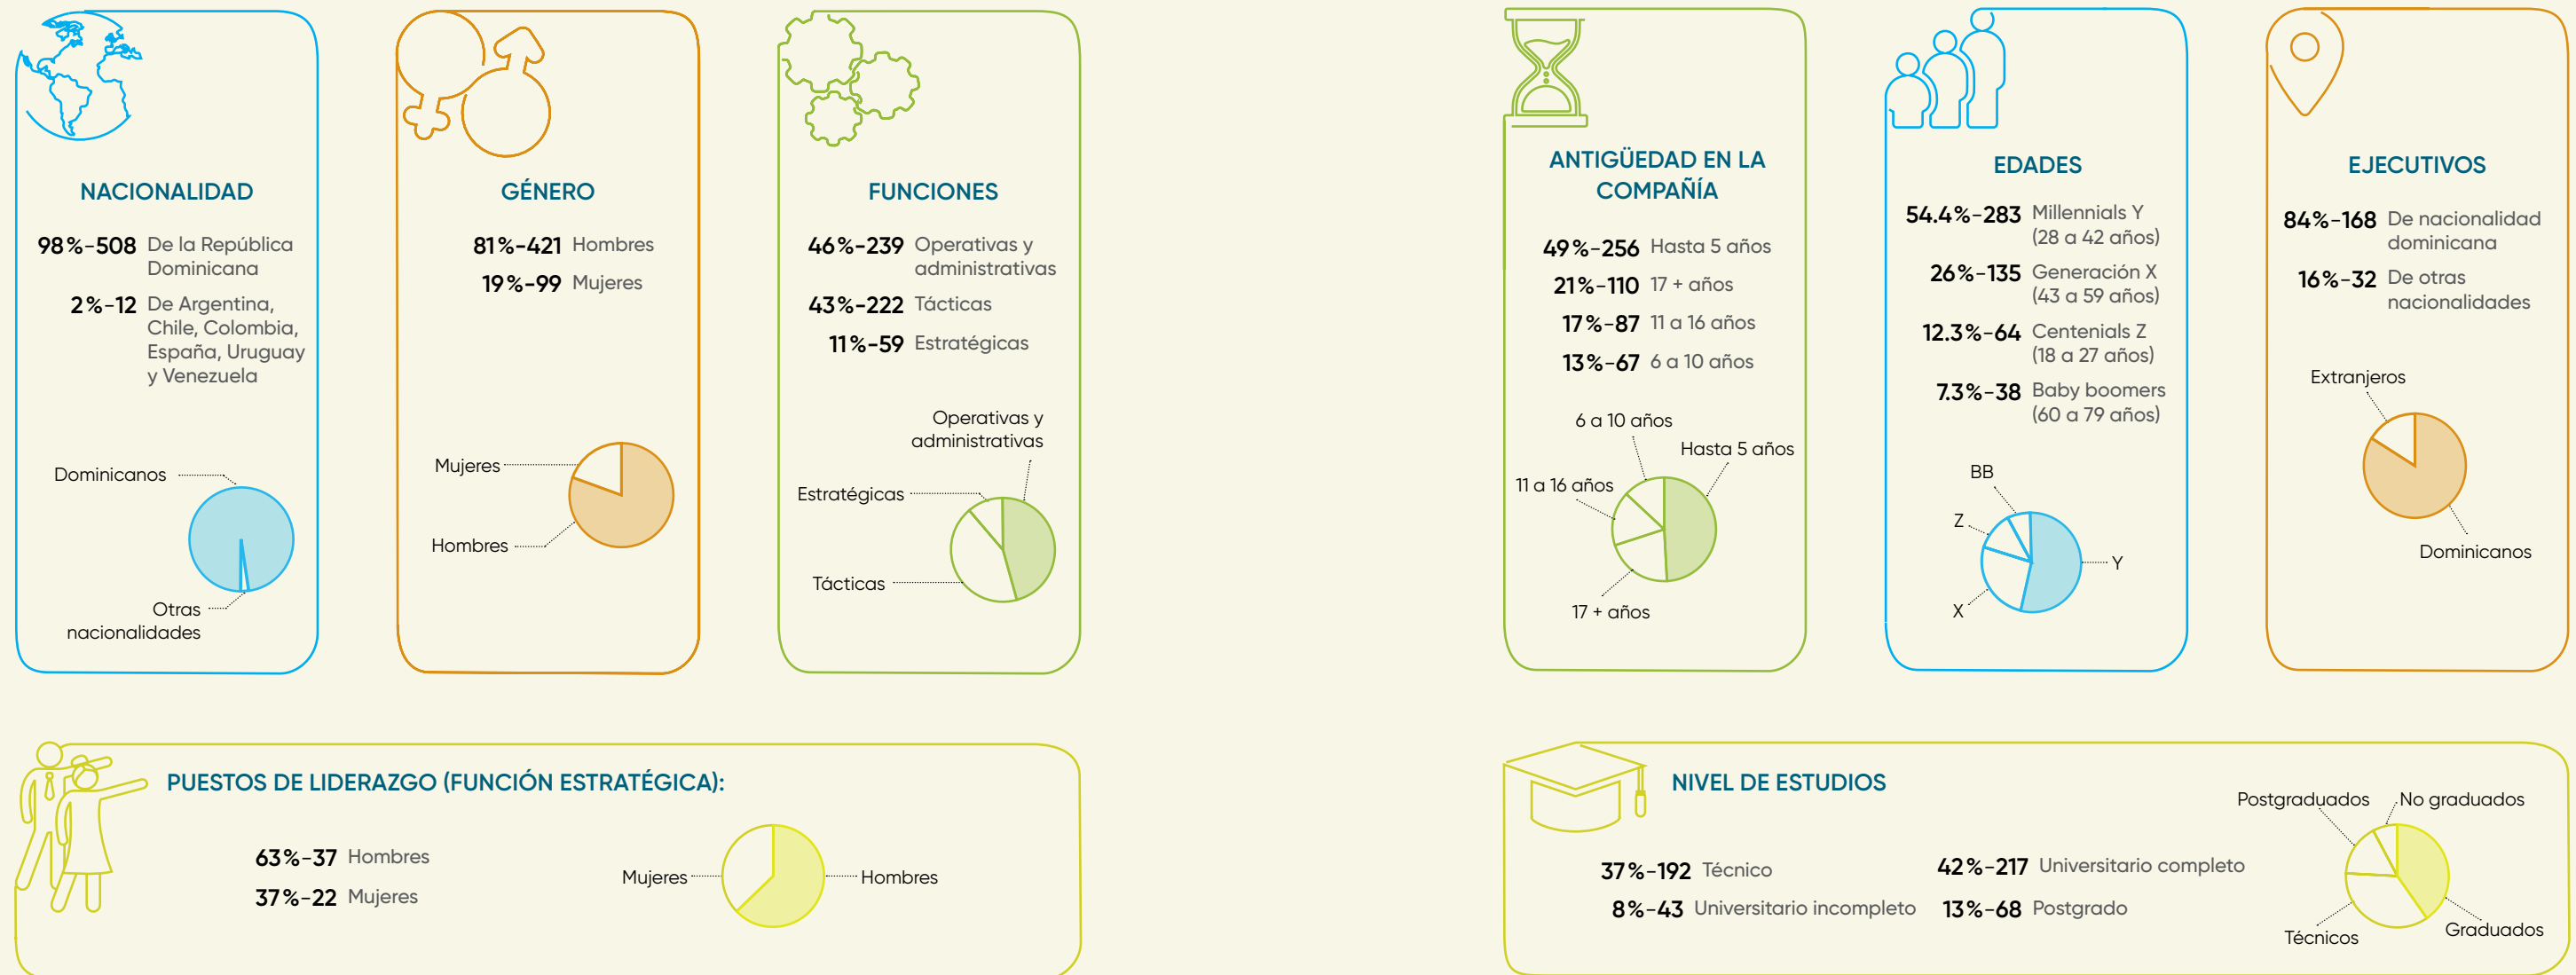 NACIONALIDAD
98%-508 De la República
Dominicana
2%-12 De Argentina,
Chile, Colombia,
España, Uruguay
y Venezuela
Dominicanos
Otras
nacionalidades
GÉNERO
81%-421 Hombres
19%-99 Mujeres
Mujeres
Hombres
FUNCIONES
46%-239 Operativas y
administrativas
43%-222 Tácticas
11%-59 Estratégicas
Operativas y
administrativas
Estratégicas
Tácticas
ANTIGÜEDAD EN LA
COMPAÑÍA
49%-256 Hasta 5 años
21%-110 17 + años
17%-87 11 a 16 años
13%-67 6 a 10 años
6 a 10 años
Hasta 5 años
11 a 16 años
17 + años
EDADES
54.4%-283 Millennials Y
(28 a 42 años)
26%-135 Generación X
(43 a 59 años)
12.3%-64 Centenials Z
(18 a 27 años)
7.3%-38 Baby boomers
(60 a 79 años)
BB
Z
Y
X
EJECUTIVOS
84%-168 De nacionalidad
dominicana
16%-32 De otras
nacionalidades
Extranjeros
Dominicanos
PUESTOS DE LIDERAZGO (FUNCIÓN ESTRATÉGICA):
63%-37 Hombres
37%-22 Mujeres
Mujeres
Hombres
NIVEL DE ESTUDIOS
37%-192 Técnico
8%-43 Universitario incompleto
42%-217 Universitario completo
13%-68 Postgrado
Postgraduados
No graduados
Técnicos
Graduados